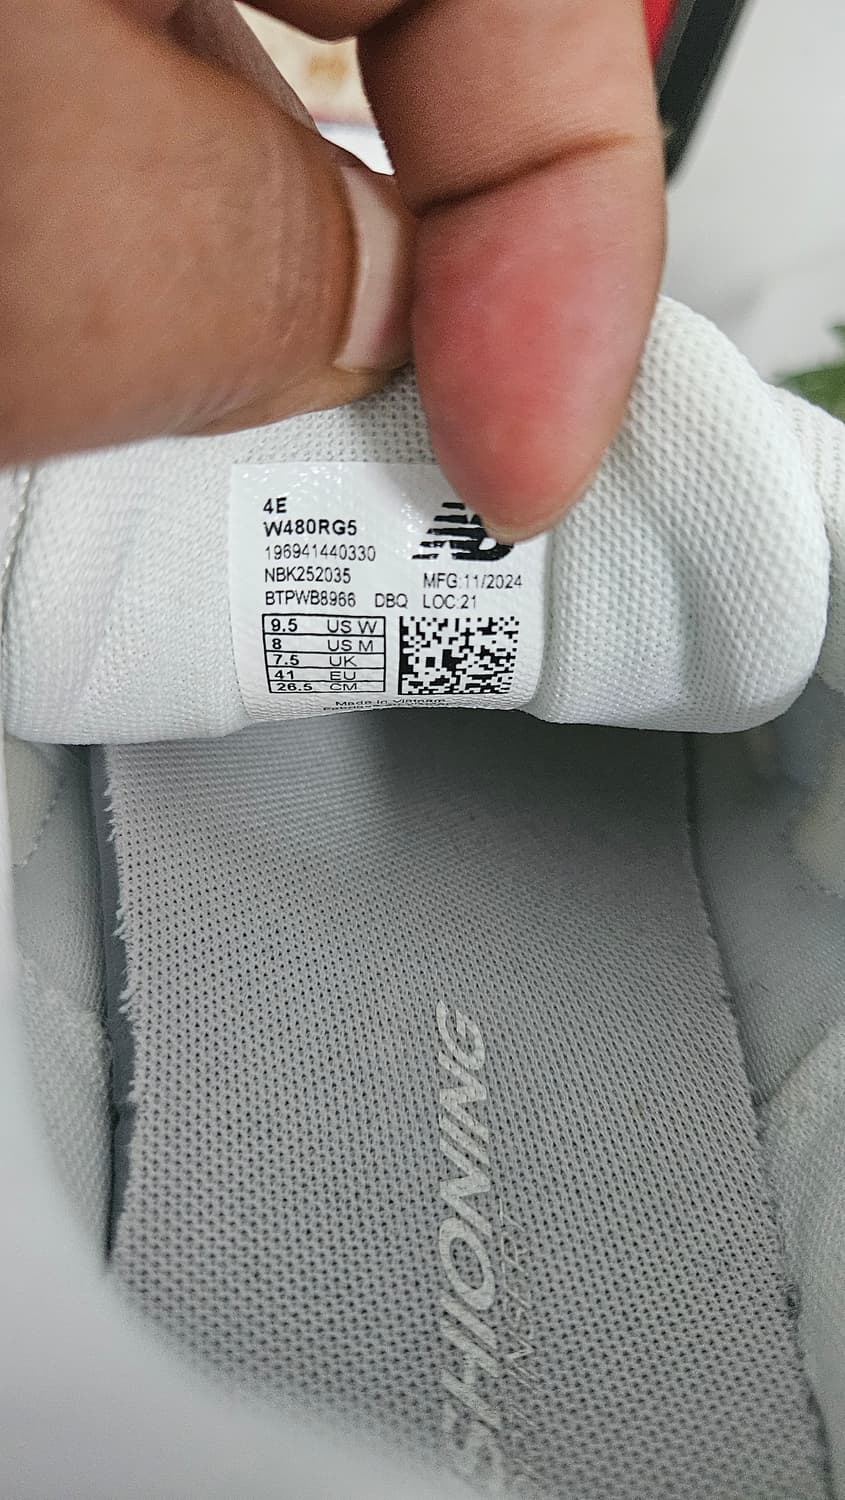 4E
W480RG5
196941440330
NBK252035 MFG:11/2024
BTPWB8966 DBQ LOC:21
9.5 US W
8 US M
7.5 UK
41 EU
26.5 CM
Made in Vietnam
SHIONING